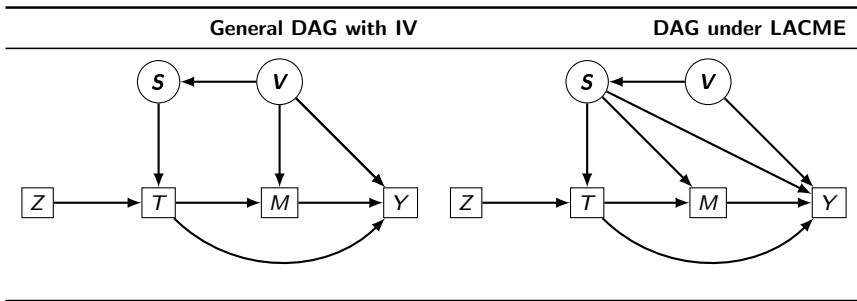 General DAG with IV DAG under LACME
S V S V
Z T M Y Z T M Y